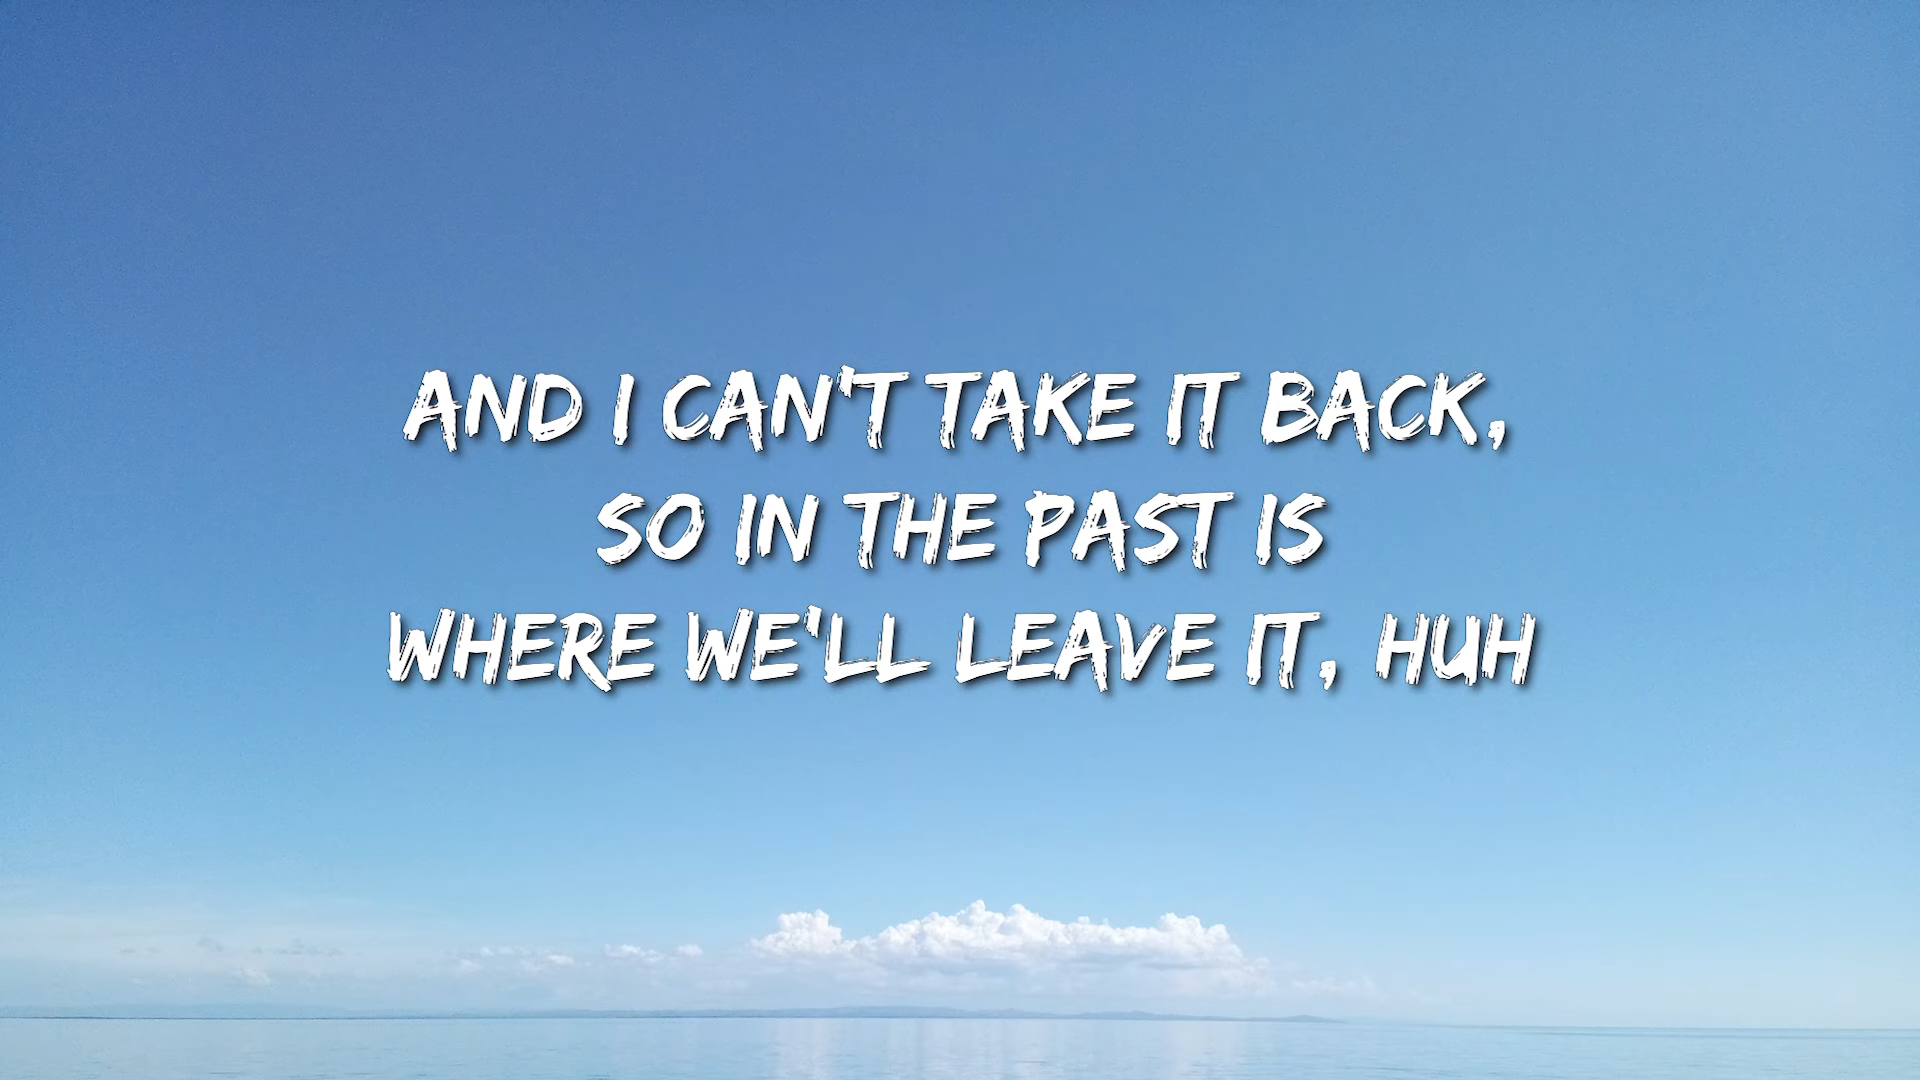 AND I CAN'T TAKE IT BACK,
SO IN THE PAST IS
WHERE WE'LL LEAVE IT, HUH